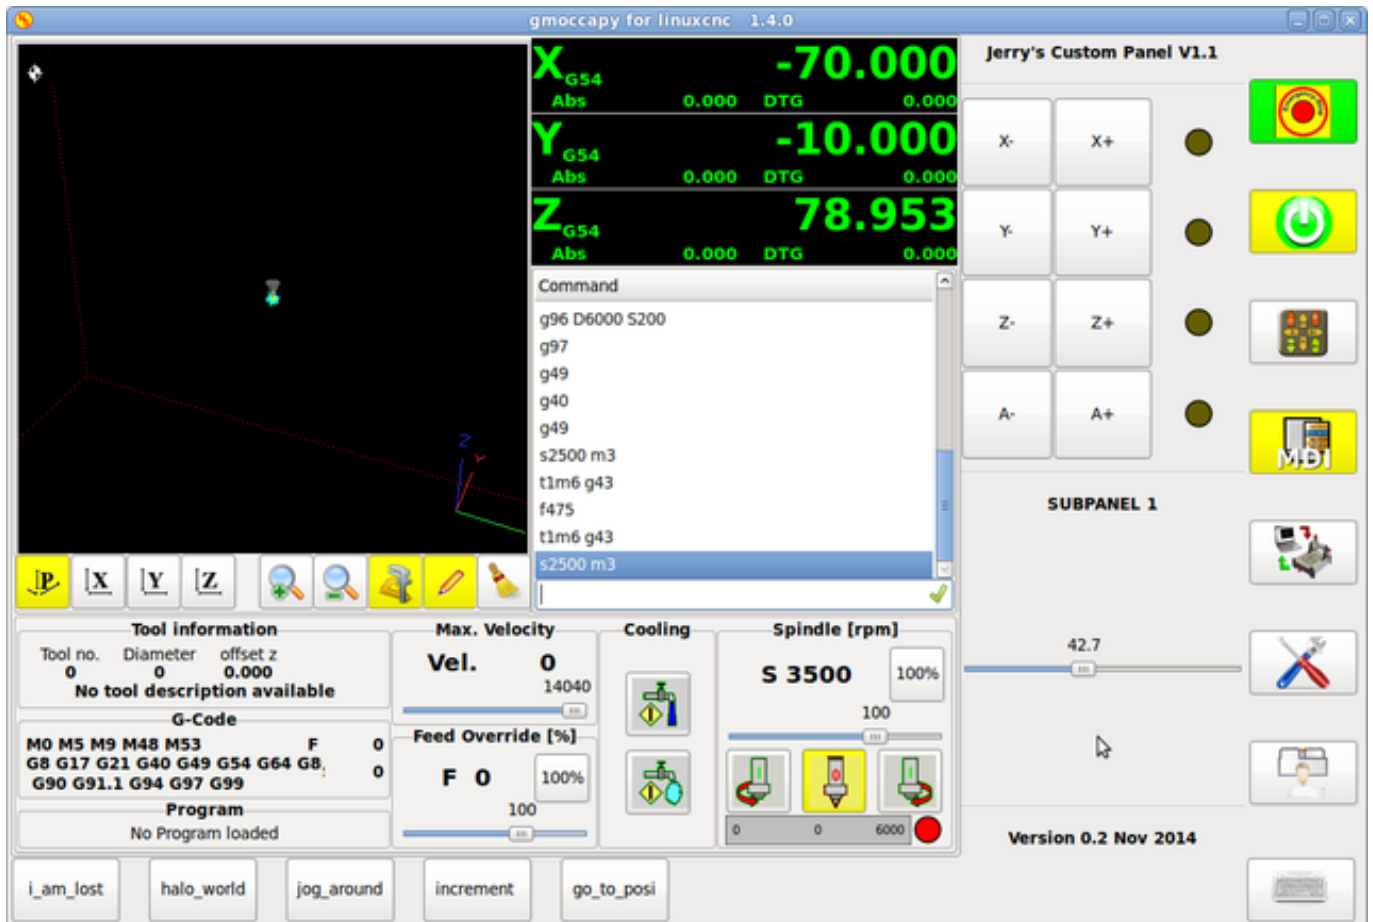 gmoccapy for linuxcnc 1.4.0
X G54 -70.000
Abs 0.000 DTG 0.000
Y G54 -10.000
Abs 0.000 DTG 0.000
Z G54 78.953
Abs 0.000 DTG 0.000
Command
g96 D6000 S200
g97
g49
g40
g49
s2500 m3
t1m6 g43
f475
t1m6 g43
s2500 m3
Z
Y
P X Y Z
Tool information
Tool no. Diameter offset z
0 0 0.000
No tool description available
G-Code
M0 M5 M9 M48 M53 F 0
G8 G17 G21 G40 G49 G54 G64 G8 0
G90 G91.1 G94 G97 G99
Program
No Program loaded
Max. Velocity
Vel. 0
14040
Feed Override [%]
F 0 100%
100
Cooling
Spindle [rpm]
S 3500 100%
100
0 0 6000
Jerry's Custom Panel V1.1
X- X+
Y- Y+
Z- Z+
A- A+
SUBPANEL 1
42.7
Version 0.2 Nov 2014
MDI
i_am_lost halo_world jog_around increment go_to_posi